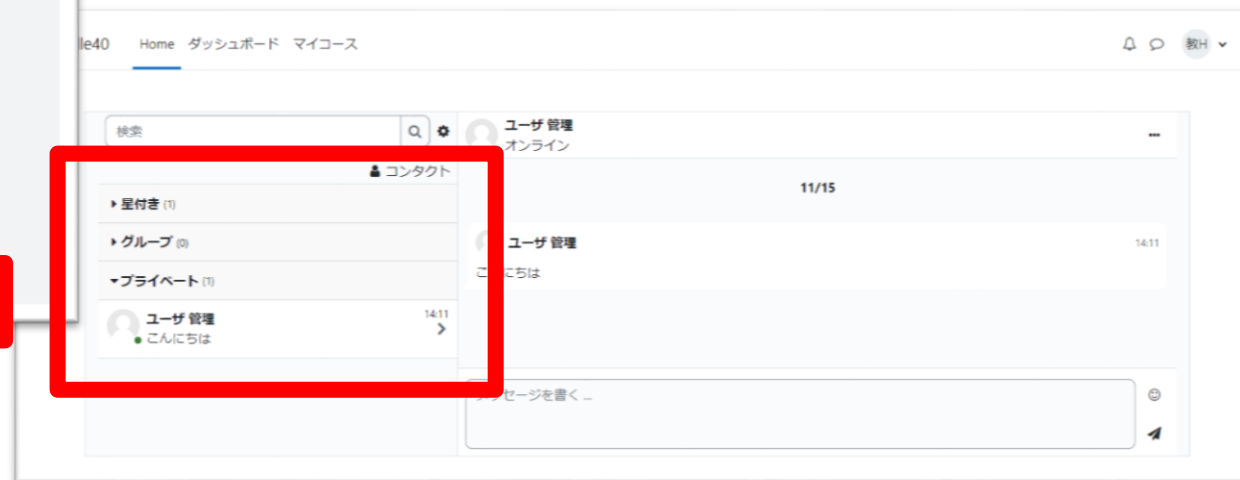 le40 Home ダッシュボード マイコース 教H
検索
コンタクト
▸星付き (1)
▸グループ (0)
▾プライベート (1)
ユーザ 管理 14:11
こんにちは
ユーザ 管理
オンライン
11/15
ユーザ 管理 14:11
こんにちは
メッセージを書く ...